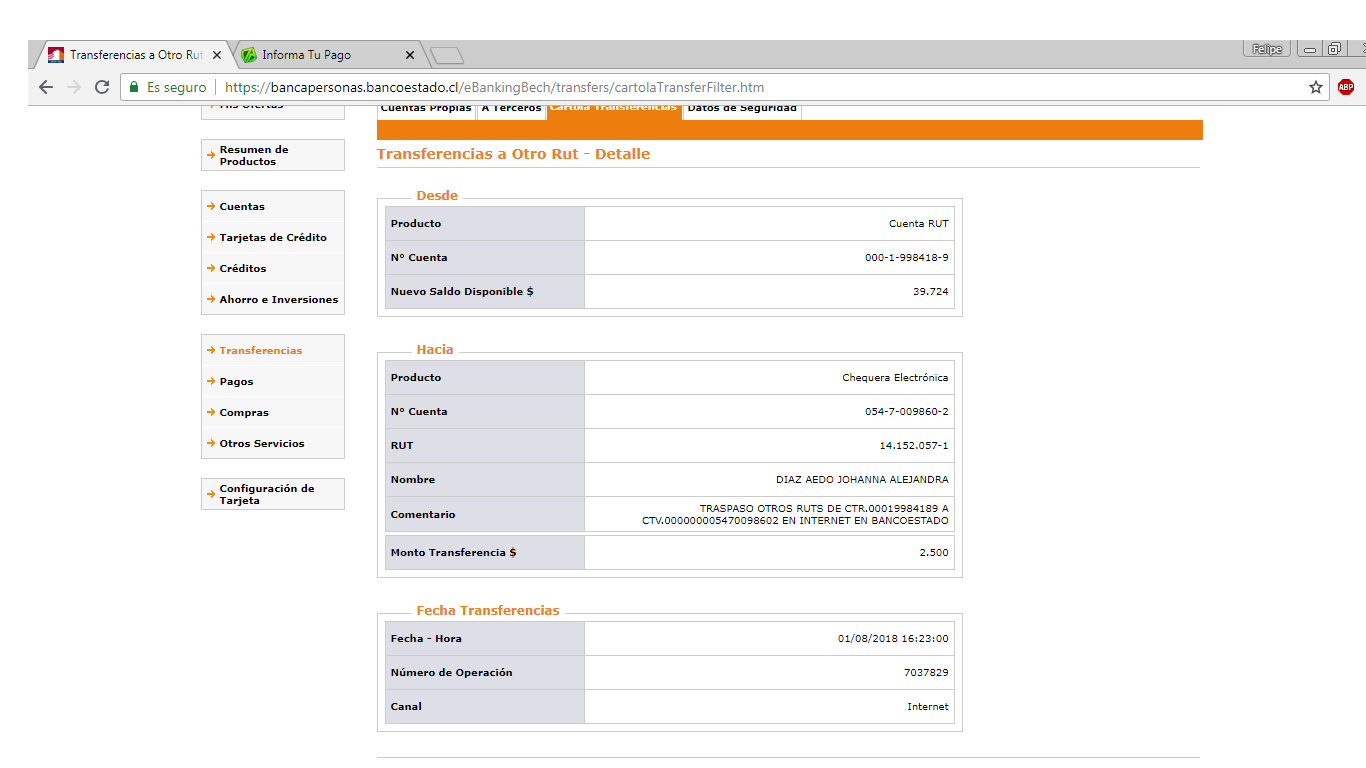 Transferencias a Otro Rut
Informa Tu Pago
Felipe
Es seguro
https://bancapersonas.bancoestado.cl/eBankingBech/transfers/cartolaTransferFilter.htm
ABP
Mis Ofertas
Cuentas Propias
A Terceros
Cartola Transferencias
Datos de Seguridad
Resumen de
Productos
Cuentas
Tarjetas de Crédito
Créditos
Ahorro e Inversiones
Transferencias
Pagos
Compras
Otros Servicios
Configuración de
Tarjeta
Transferencias a Otro Rut - Detalle
Desde
Producto Cuenta RUT
Nº Cuenta 000-1-998418-9
Nuevo Saldo Disponible $ 39.724
Hacia
Producto Chequera Electrónica
Nº Cuenta 054-7-009860-2
RUT 14.152.057-1
Nombre DIAZ AEDO JOHANNA ALEJANDRA
Comentario TRASPASO OTROS RUTS DE CTR.00019984189 A
CTV.000000005470098602 EN INTERNET EN BANCOESTADO
Monto Transferencia $ 2.500
Fecha Transferencias
Fecha - Hora 01/08/2018 16:23:00
Número de Operación 7037829
Canal Internet